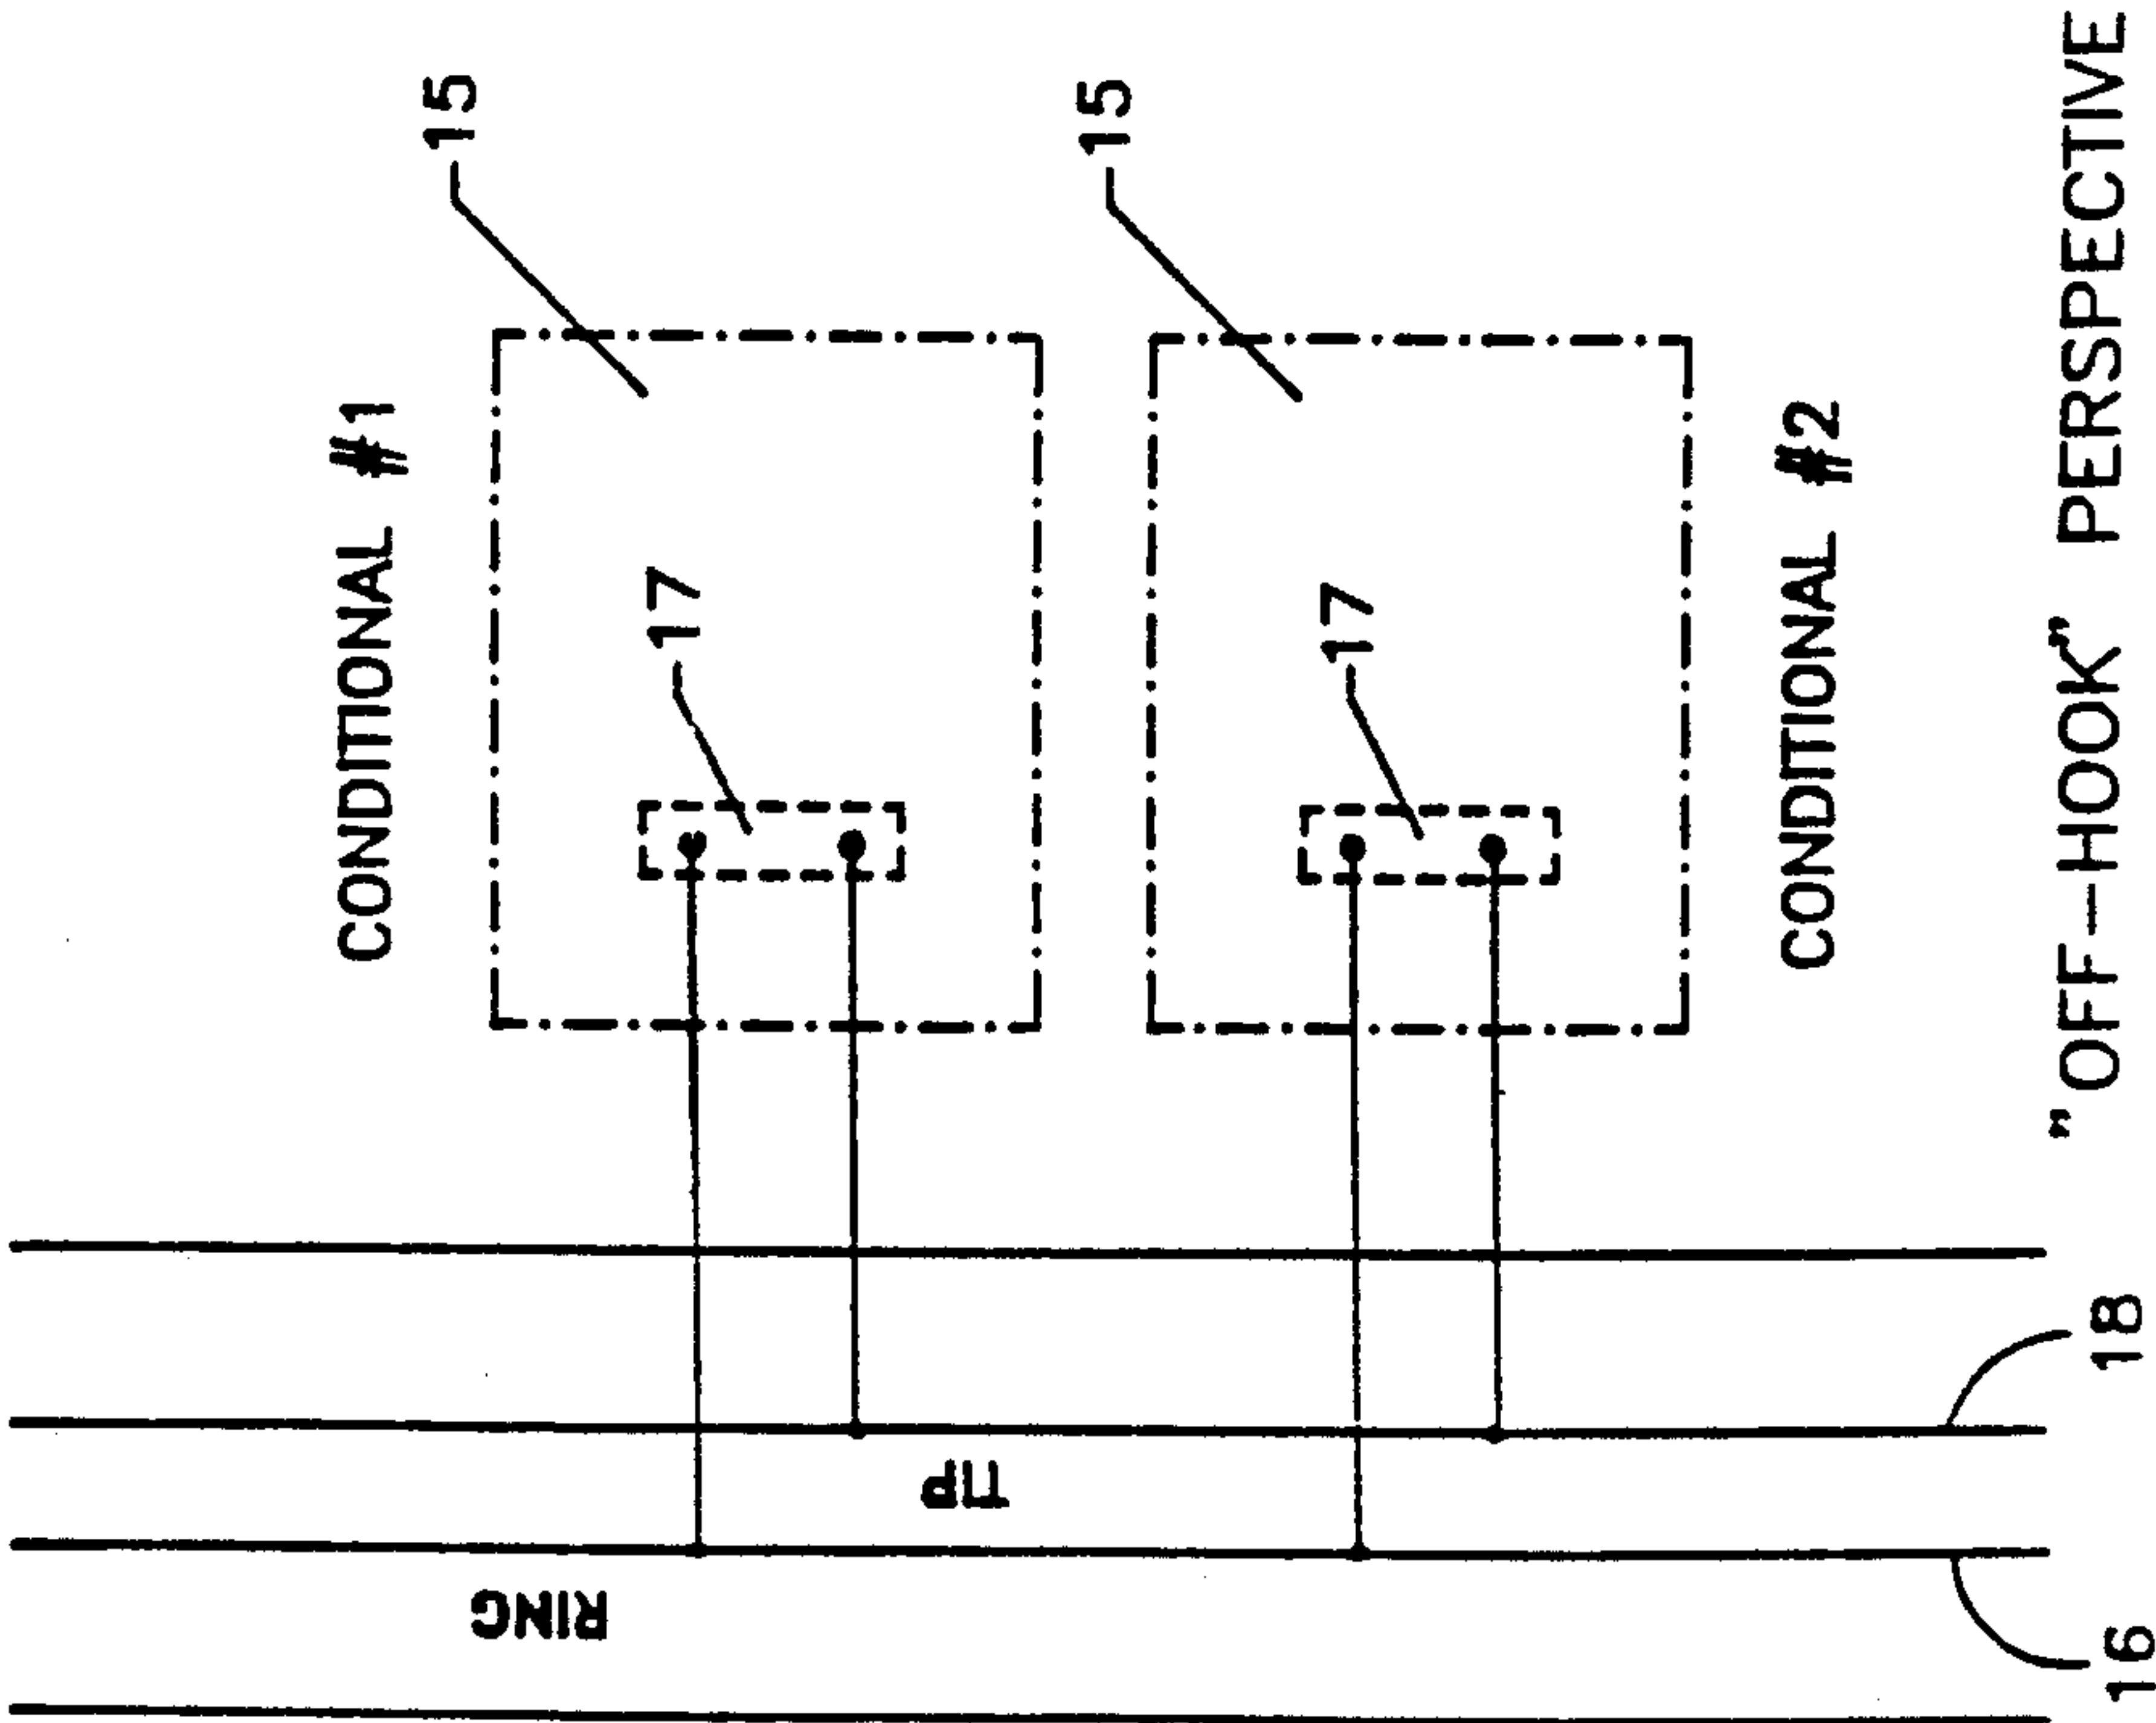 CONDITIONAL #1
15
17
15
17
CONDITIONAL #2
"OFF-HOOK" PERSPECTIVE
RING
TIP
16
18